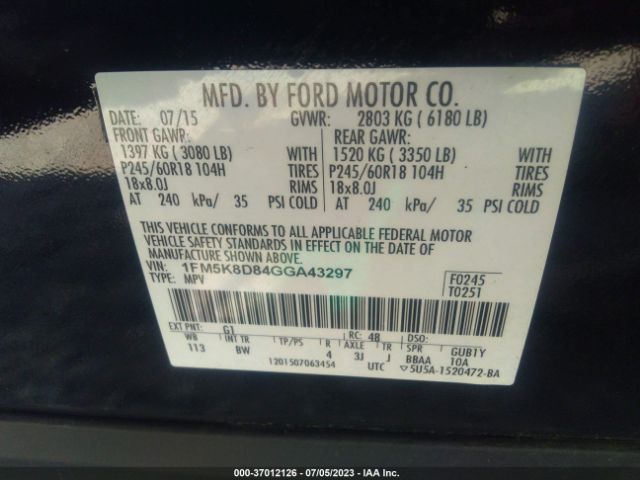 MFD. BY FORD MOTOR CO.
DATE: 07/15 GVWR: 2803 KG ( 6180 LB)
FRONT GAWR: REAR GAWR:
1397 KG ( 3080 LB) WITH 1520 KG ( 3350 LB) WITH
P245/60R18 104H TIRES P245/60R18 104H TIRES
18x8.0J RIMS 18x8.0J RIMS
AT 240 kPa/ 35 PSI COLD AT 240 kPa/ 35 PSI COLD
THIS VEHICLE CONFORMS TO ALL APPLICABLE FEDERAL MOTOR
VEHICLE SAFETY AND THEFT PREVENTION
STANDARDS IN EFFECT ON THE DATE OF
MANUFACTURE SHOWN ABOVE.
VIN: 1FM5K8D84GGA43297 F0245
TYPE: MPV T0251
EXT PNT: G1 RC: 48 DSO:
WB INT TR TP/PS R AXLE TR SPR GUB1Y
113 BW 4 3J J BBAA 10A
1201507063454 UTC ▽5U5A-1520472-BA
000-37012126 - 07/05/2023 - IAA Inc.